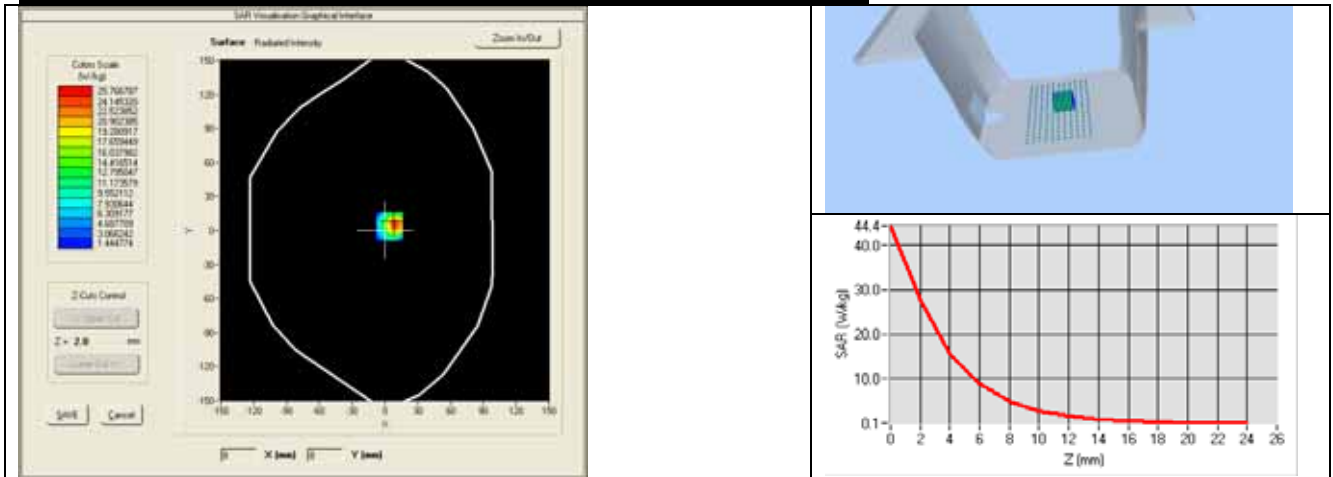 SAR Visualisation Graphical Interface
Surface Radiated Intensity
Zoom In/Out
Colors Scale
(W/kg)
25.766787
24.145320
22.523852
20.902385
19.280917
17.659449
16.037982
14.416514
12.795047
11.173579
9.552112
7.930644
6.309177
4.687709
3.066242
1.444774
150
120
90
60
30
0
-30
-60
-90
-120
-150
Y
-150 -120 -90 -60 -30 0 30 60 90 120 150
X
Z-Cuts Control
Z = 2.0 mm
SAVE Cancel
X (mm) Y (mm)
44.4
40.0
30.0
20.0
10.0
0.1
SAR (W/kg)
0 2 4 6 8 10 12 14 16 18 20 22 24 26
Z (mm)